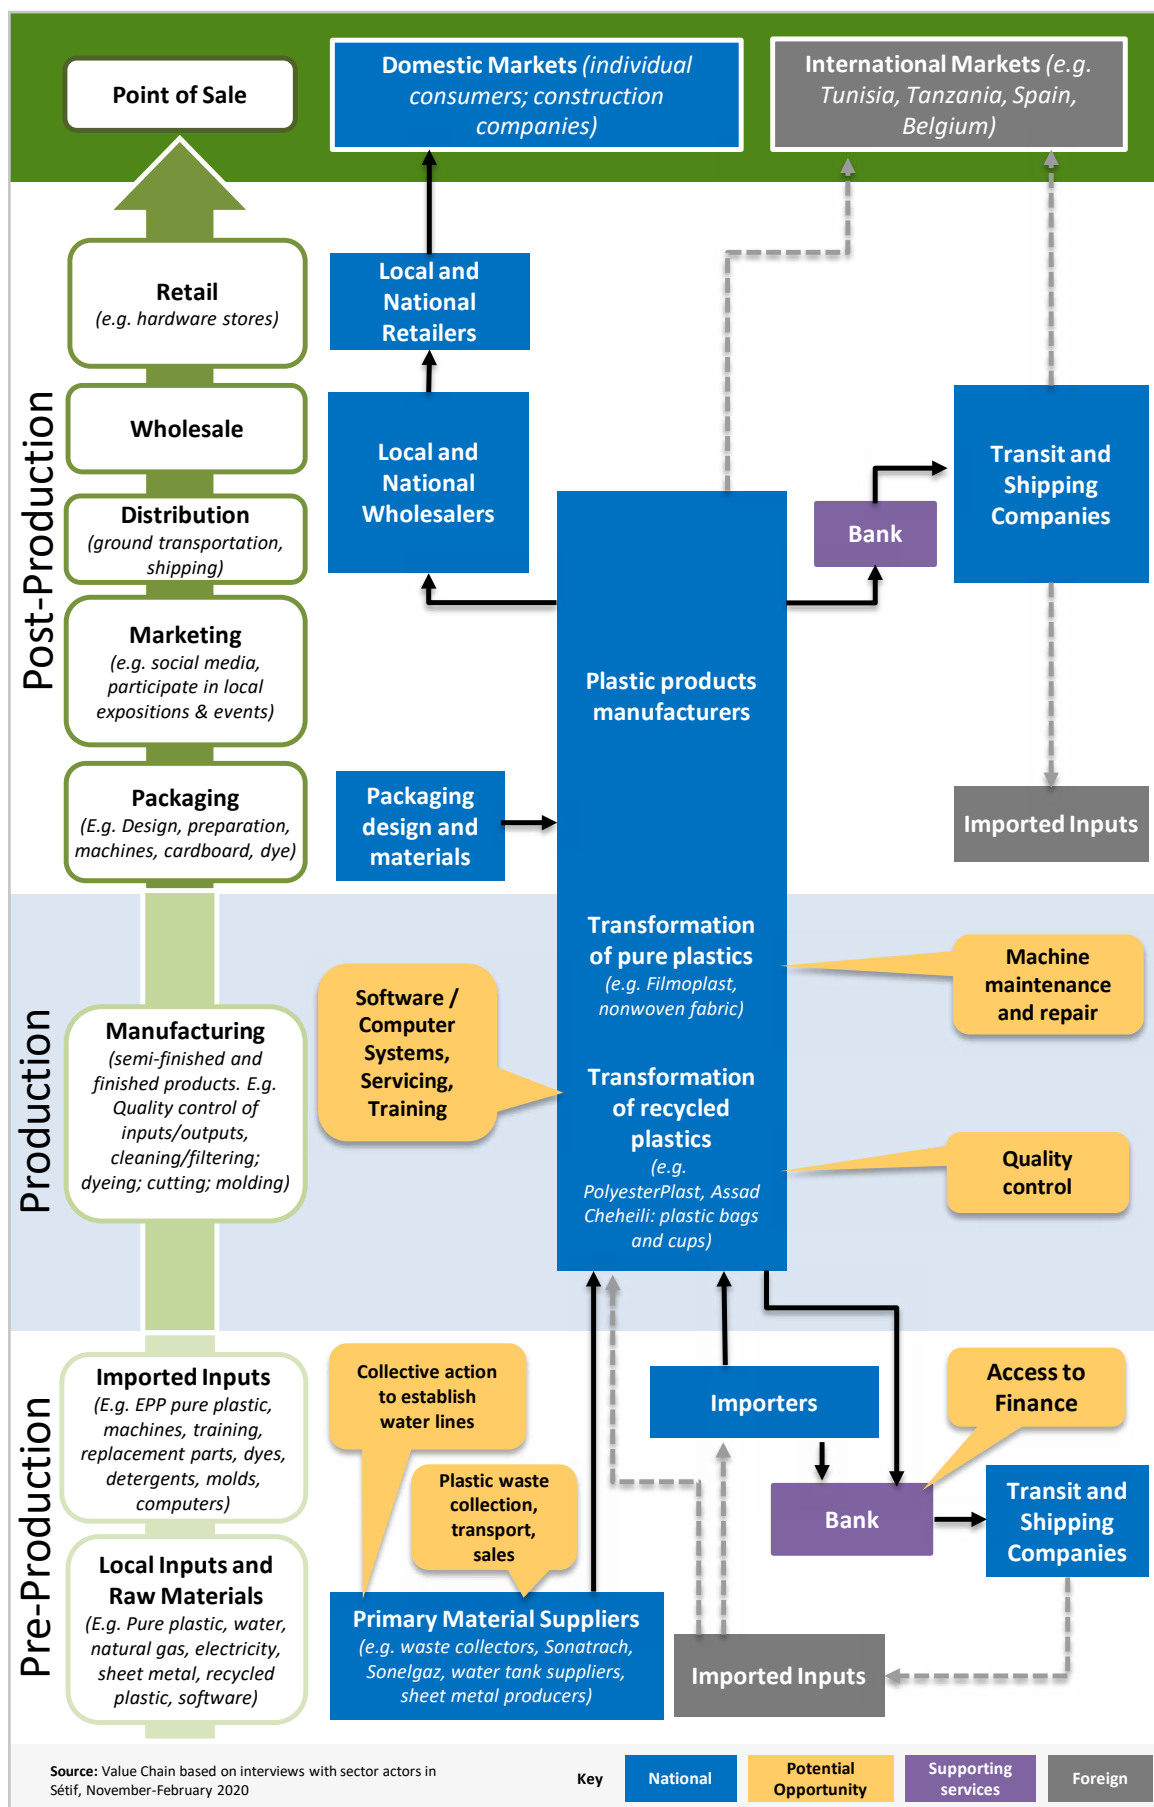 Point of Sale
Domestic Markets (individual
consumers; construction
companies)
International Markets (e.g.
Tunisia, Tanzania, Spain,
Belgium)
Post-Production
Retail
(e.g. hardware stores)
Wholesale
Distribution
(ground transportation,
shipping)
Marketing
(e.g. social media,
participate in local
expositions & events)
Packaging
(E.g. Design, preparation,
machines, cardboard, dye)
Local and
National
Retailers
Local and
National
Wholesalers
Packaging
design and
materials
Plastic products
manufacturers
Bank
Transit and
Shipping
Companies
Imported Inputs
Production
Manufacturing
(semi-finished and
finished products. E.g.
Quality control of
inputs/outputs,
cleaning/filtering;
dyeing; cutting; molding)
Software /
Computer
Systems,
Servicing,
Training
Transformation
of pure plastics
(e.g. Filmoplast,
nonwoven fabric)
Transformation
of recycled
plastics
(e.g.
PolyesterPlast, Assad
Cheheili: plastic bags
and cups)
Machine
maintenance
and repair
Quality
control
Pre-Production
Imported Inputs
(E.g. EPP pure plastic,
machines, training,
replacement parts, dyes,
detergents, molds,
computers)
Local Inputs and
Raw Materials
(E.g. Pure plastic, water,
natural gas, electricity,
sheet metal, recycled
plastic, software)
Collective action
to establish
water lines
Plastic waste
collection,
transport,
sales
Primary Material Suppliers
(e.g. waste collectors, Sonatrach,
Sonelgaz, water tank suppliers,
sheet metal producers)
Importers
Access to
Finance
Bank
Transit and
Shipping
Companies
Imported Inputs
Source: Value Chain based on interviews with sector actors in
Sétif, November-February 2020
Key
National
Potential
Opportunity
Supporting
services
Foreign